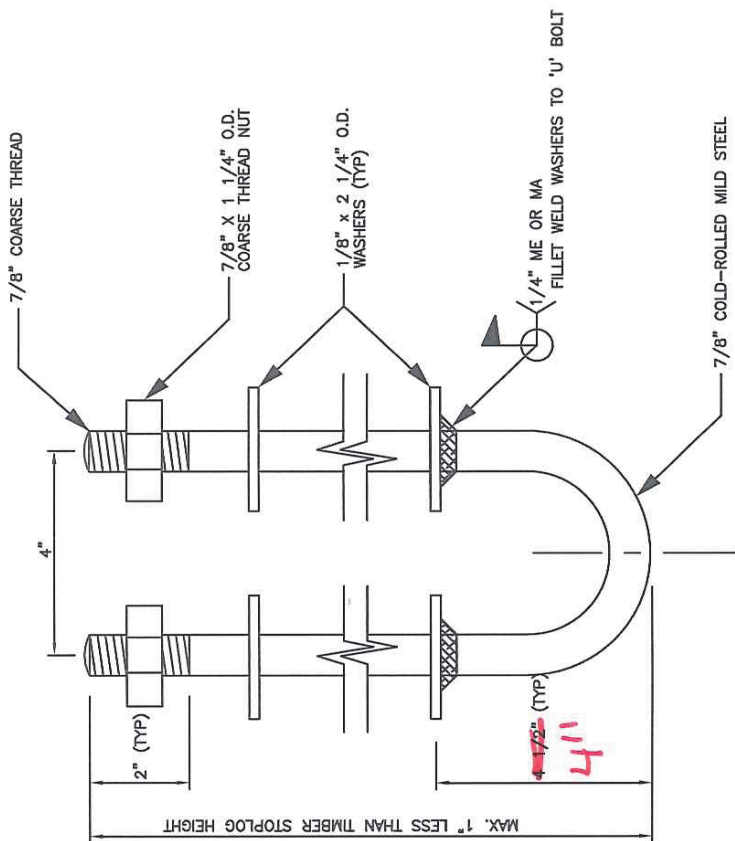 7/8" COARSE THREAD
7/8" X 1 1/4" O.D.
COARSE THREAD NUT
1/8" x 2 1/4" O.D.
WASHERS (TYP)
1/4" ME OR MA
FILLET WELD WASHERS TO 'U' BOLT
7/8" COLD-ROLLED MILD STEEL
4"
2" (TYP)
4 1/2" (TYP)
4"
MAX. 1" LESS THAN TIMBER STOPLOG HEIGHT